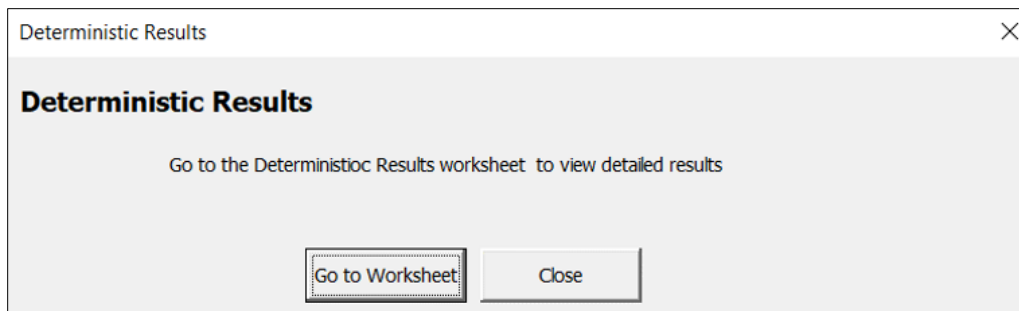 Deterministic Results
Deterministic Results
Go to the Deterministioc Results worksheet  to view detailed results
Go to Worksheet
Close